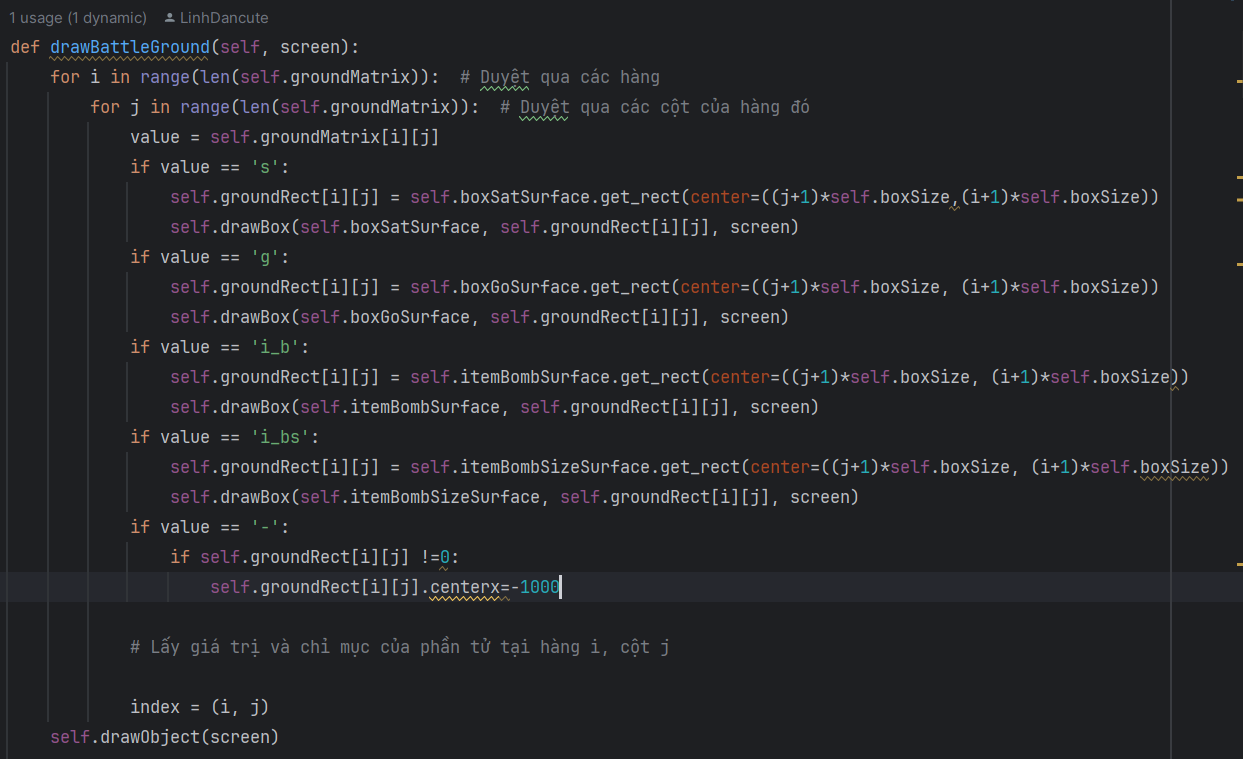 1 usage (1 dynamic) LinhDancute
def drawBattleGround(self, screen):
    for i in range(len(self.groundMatrix)):  # Duyệt qua các hàng
        for j in range(len(self.groundMatrix)):  # Duyệt qua các cột của hàng đó
            value = self.groundMatrix[i][j]
            if value == 's':
                self.groundRect[i][j] = self.boxSatSurface.get_rect(center=((j+1)*self.boxSize,(i+1)*self.boxSize))
                self.drawBox(self.boxSatSurface, self.groundRect[i][j], screen)
            if value == 'g':
                self.groundRect[i][j] = self.boxGoSurface.get_rect(center=((j+1)*self.boxSize, (i+1)*self.boxSize))
                self.drawBox(self.boxGoSurface, self.groundRect[i][j], screen)
            if value == 'i_b':
                self.groundRect[i][j] = self.itemBombSurface.get_rect(center=((j+1)*self.boxSize, (i+1)*self.boxSize))
                self.drawBox(self.itemBombSurface, self.groundRect[i][j], screen)
            if value == 'i_bs':
                self.groundRect[i][j] = self.itemBombSizeSurface.get_rect(center=((j+1)*self.boxSize, (i+1)*self.boxSize))
                self.drawBox(self.itemBombSizeSurface, self.groundRect[i][j], screen)
            if value == '-':
                if self.groundRect[i][j] !=0:
                    self.groundRect[i][j].centerx=-1000
            # Lấy giá trị và chỉ mục của phần tử tại hàng i, cột j
            index = (i, j)
    self.drawObject(screen)